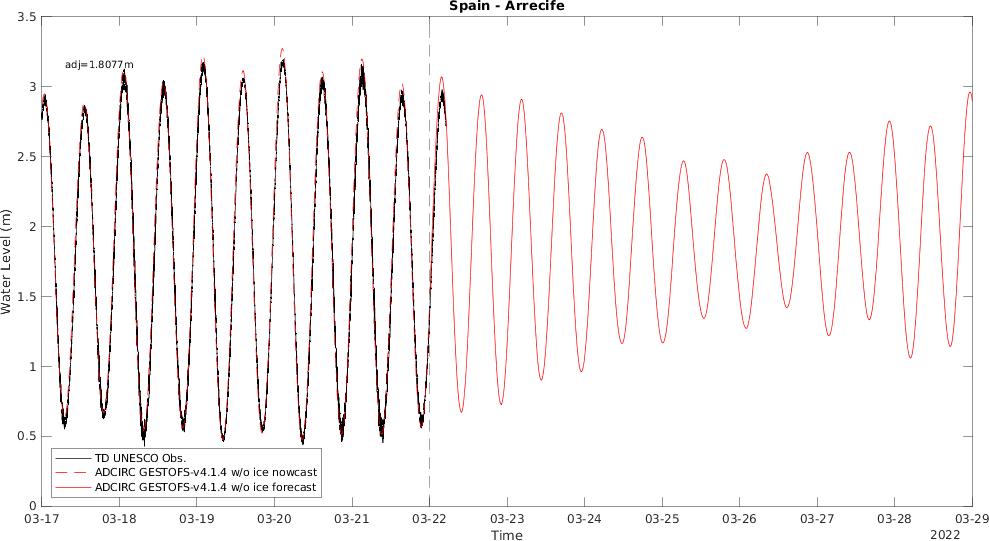 Spain - Arrecife
3.5
adj=1.8077m
3
2.5
2
1.5
1
0.5
0
Water Level (m)
TD UNESCO Obs.
ADCIRC GESTOFS-v4.1.4 w/o ice nowcast
ADCIRC GESTOFS-v4.1.4 w/o ice forecast
03-17 03-18 03-19 03-20 03-21 03-22 03-23 03-24 03-25 03-26 03-27 03-28 03-29
Time
2022